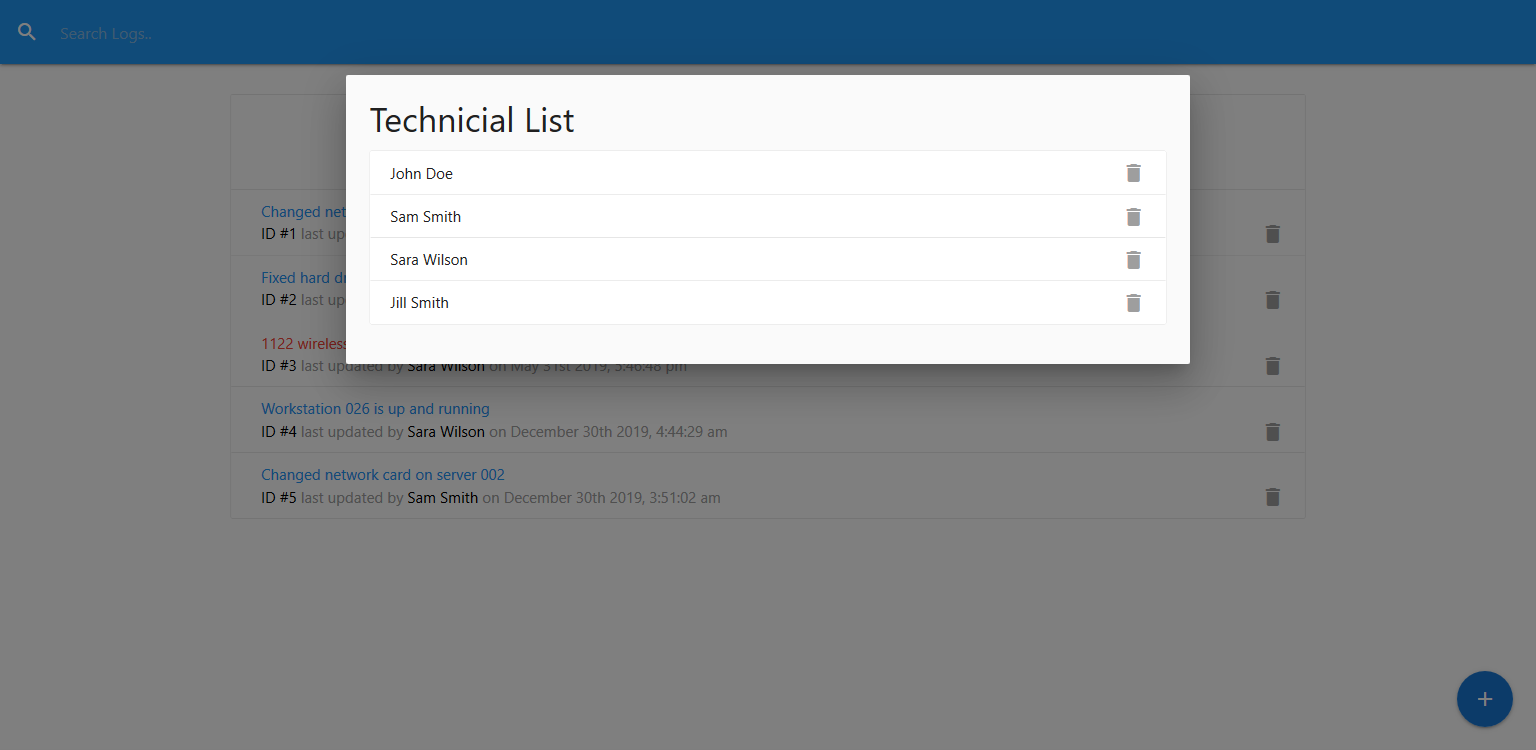 Search Logs..
Technicial List
John Doe
Sam Smith
Sara Wilson
Jill Smith
Changed net
ID #1 last up
Fixed hard dr
ID #2 last up
1122 wireless
ID #3 last updated by Sara Wilson on May 31st 2019, 5:46:48 pm
Workstation 026 is up and running
ID #4 last updated by Sara Wilson on December 30th 2019, 4:44:29 am
Changed network card on server 002
ID #5 last updated by Sam Smith on December 30th 2019, 3:51:02 am